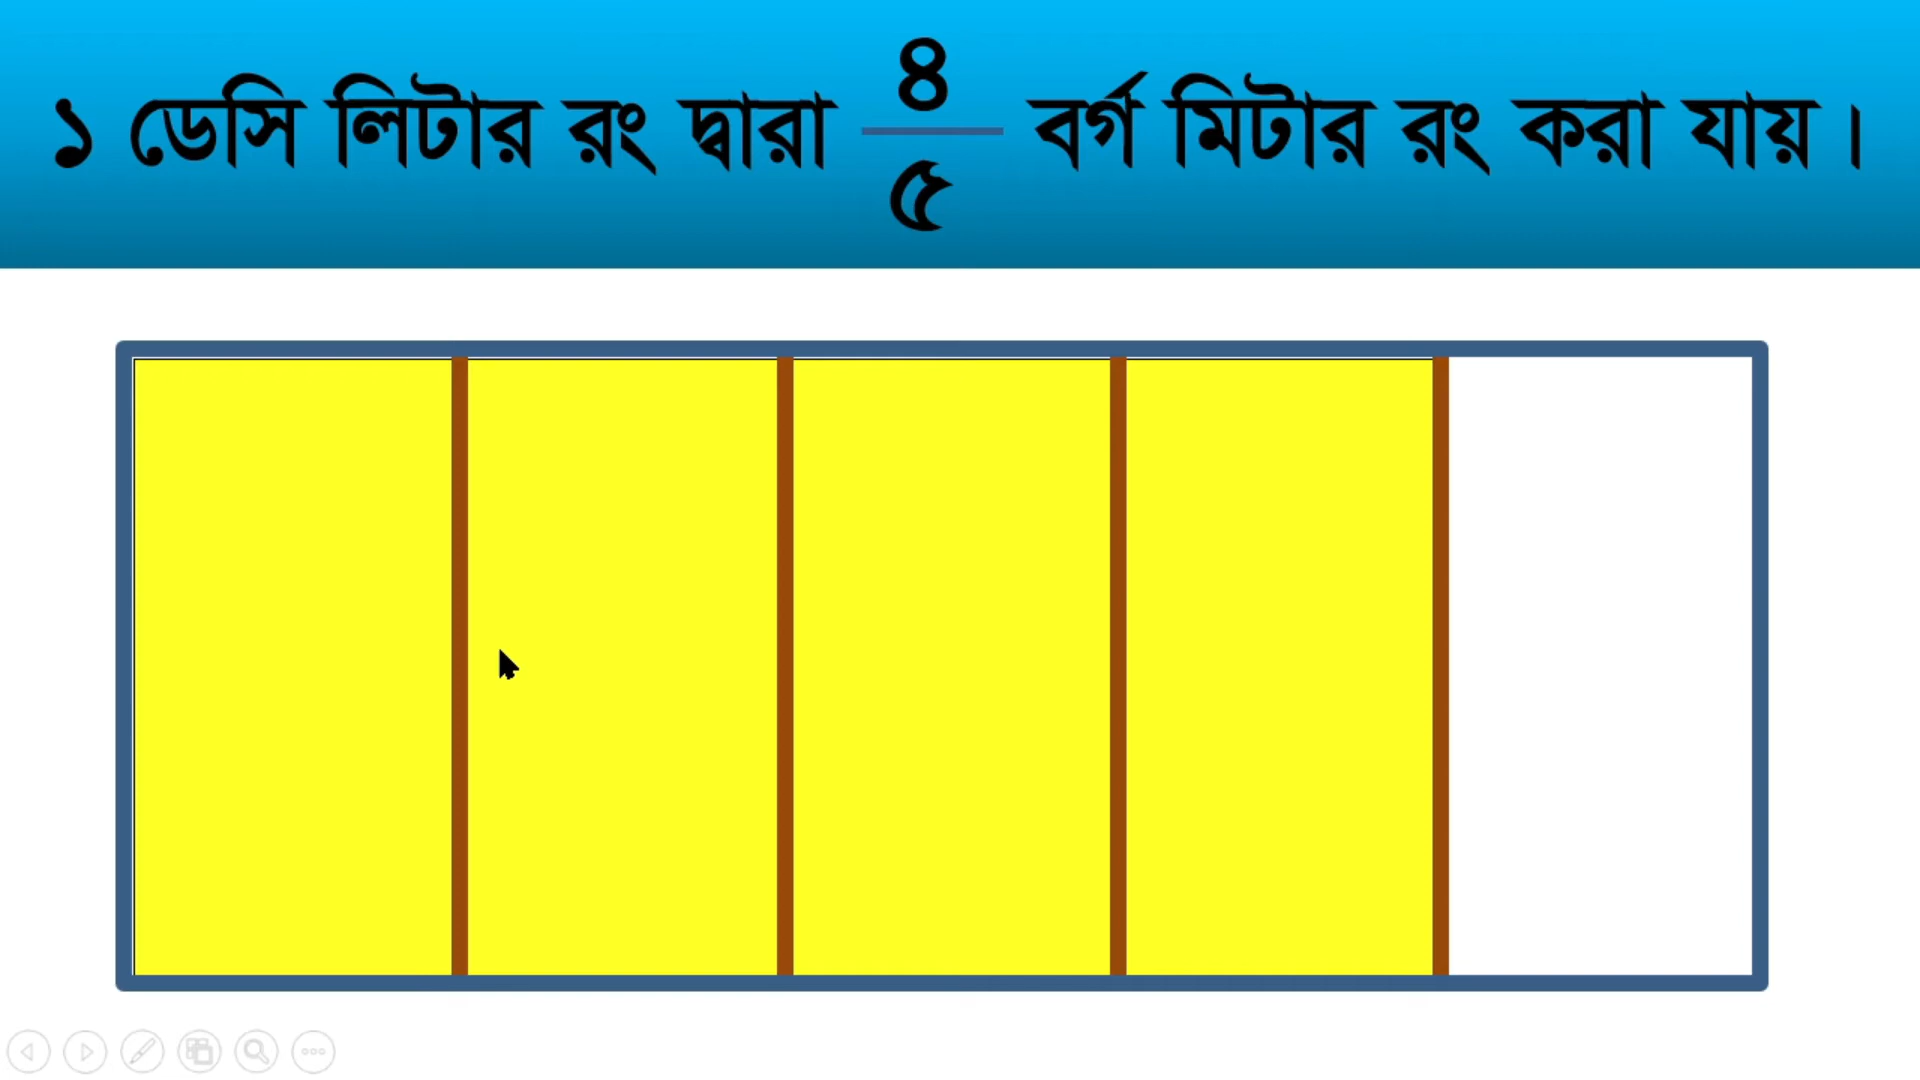 ১ ডেসি লিটার রং দ্বারা ৪/৫ বর্গ মিটার রং করা যায়।